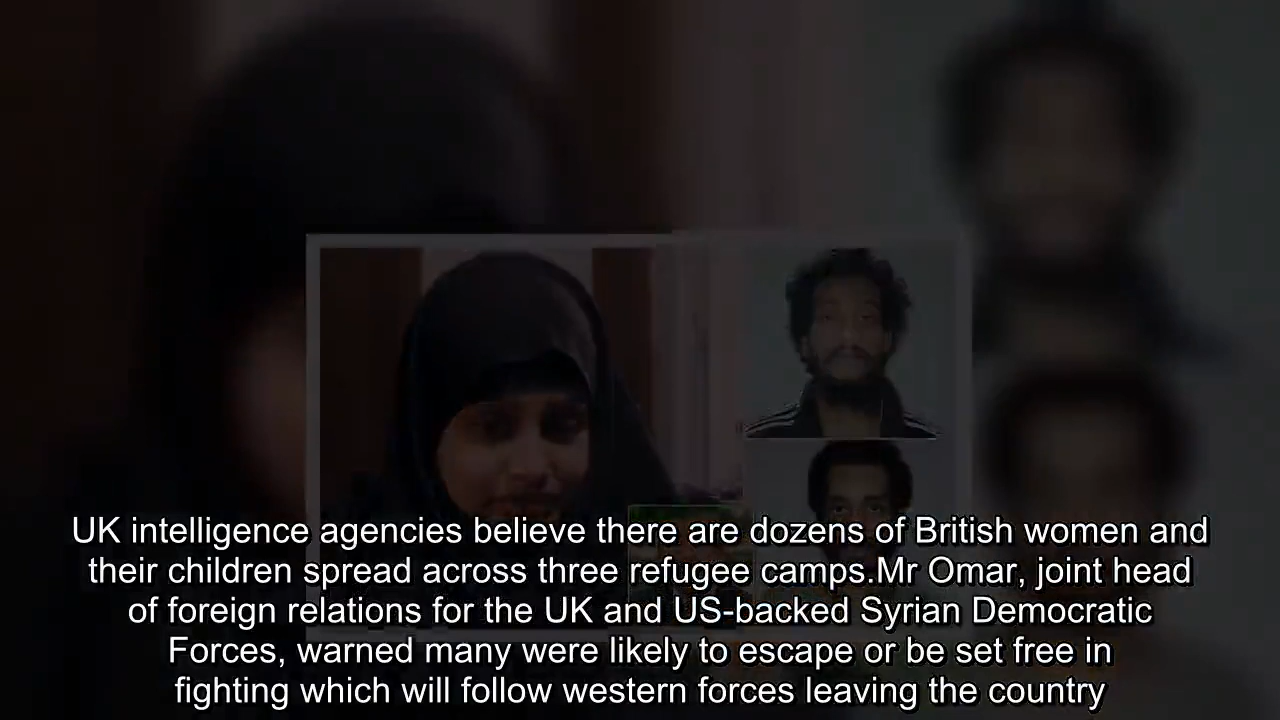 UK intelligence agencies believe there are dozens of British women and
their children spread across three refugee camps.Mr Omar, joint head
of foreign relations for the UK and US-backed Syrian Democratic
Forces, warned many were likely to escape or be set free in
fighting which will follow western forces leaving the country